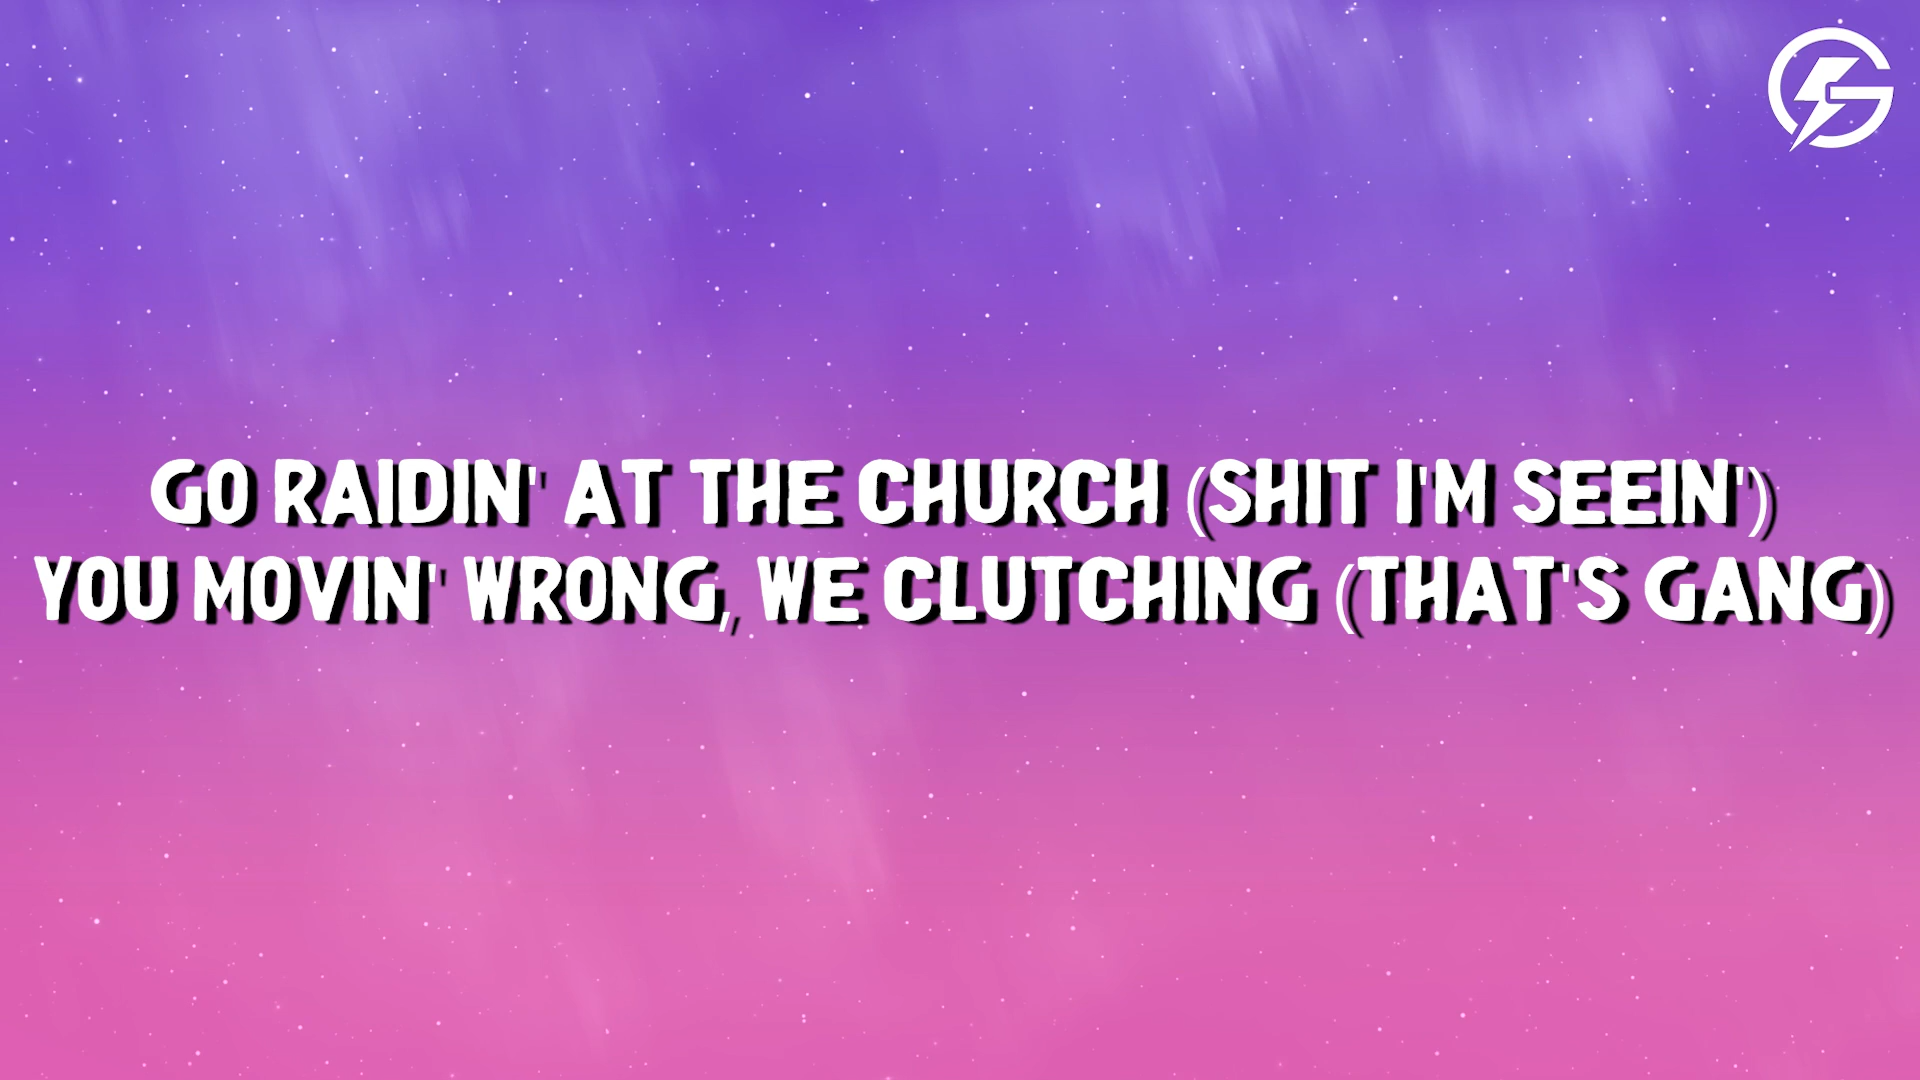 GO RAIDIN' AT THE CHURCH (SHIT I'M SEEIN')
YOU MOVIN' WRONG, WE CLUTCHING (THAT'S GANG)